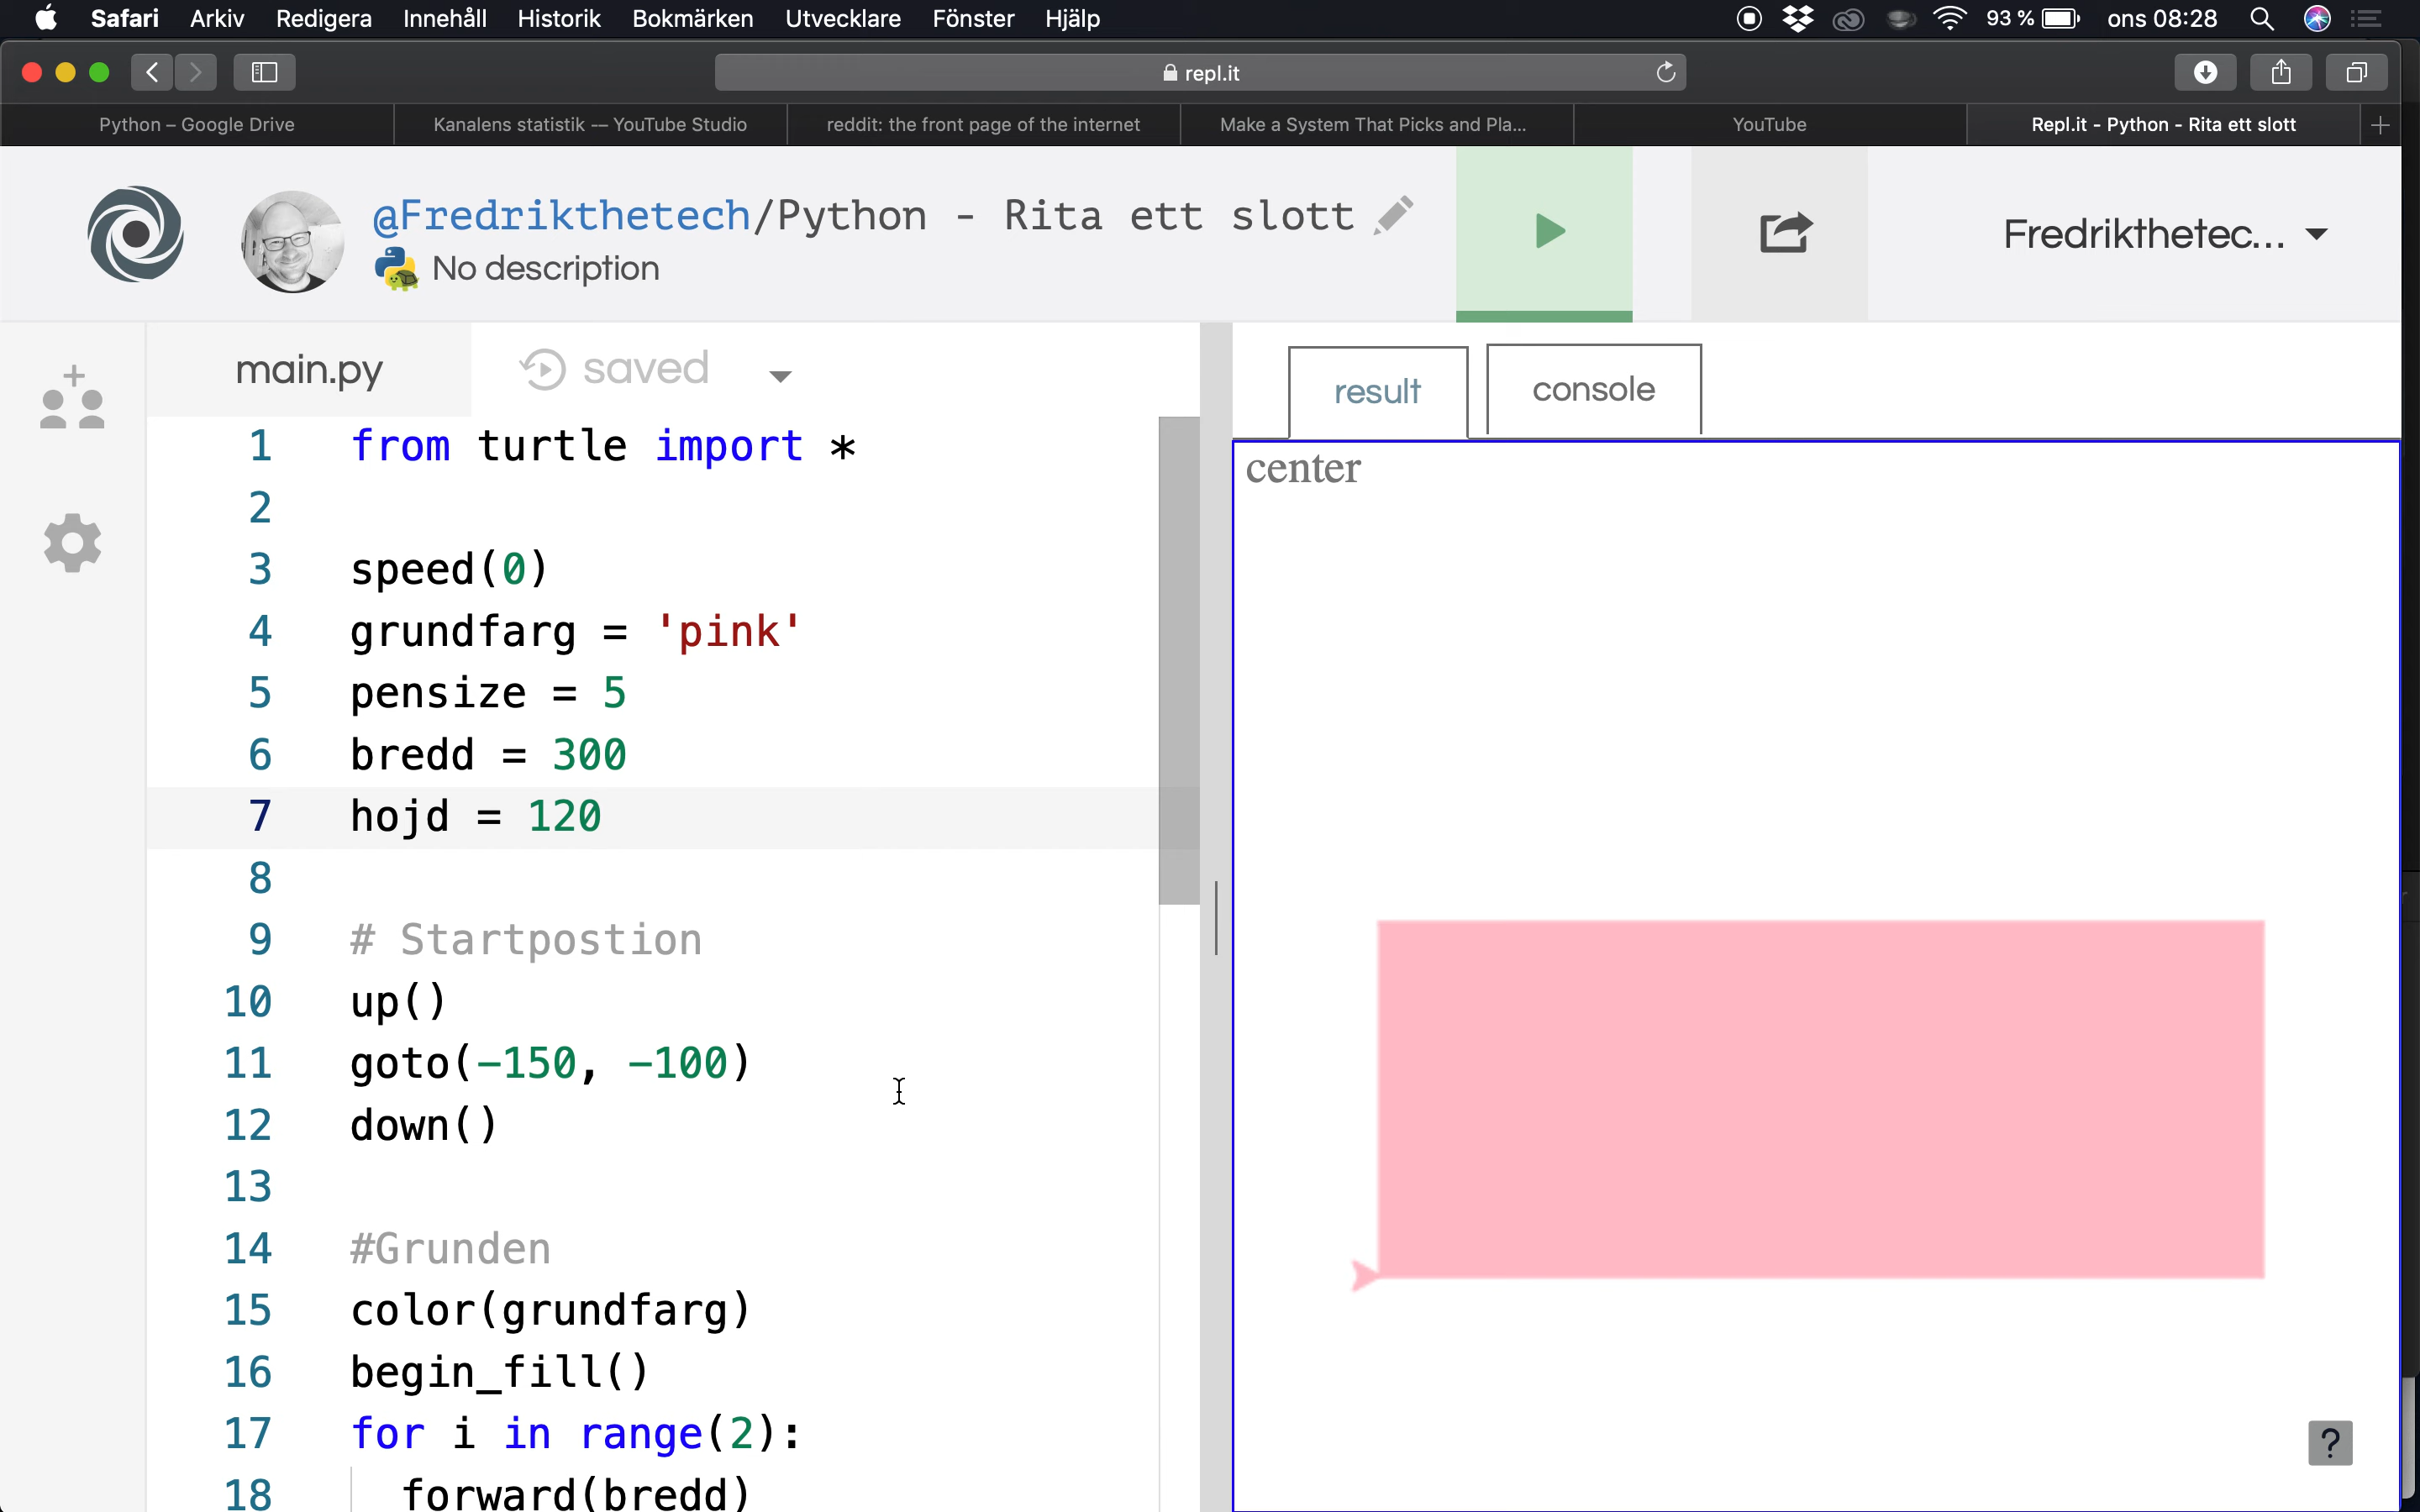 Safari Arkiv Redigera Innehåll Historik Bokmärken Utvecklare Fönster Hjälp 93 % ons 08:28
repl.it
Python – Google Drive Kanalens statistik -– YouTube Studio reddit: the front page of the internet Make a System That Picks and Pla... YouTube Repl.it - Python - Rita ett slott
@Fredrikthetech/Python - Rita ett slott
No description
Fredrikthetec...
main.py saved
result console
center
1 from turtle import *
2
3 speed(0)
4 grundfarg = 'pink'
5 pensize = 5
6 bredd = 300
7 hojd = 120
8
9 # Startpostion
10 up()
11 goto(-150, -100)
12 down()
13
14 #Grunden
15 color(grundfarg)
16 begin_fill()
17 for i in range(2):
18 forward(bredd)
?